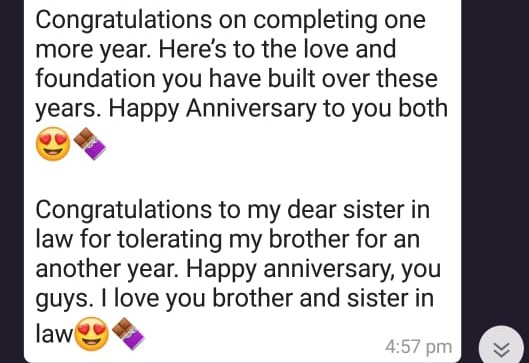 Congratulations on completing one
more year. Here's to the love and
foundation you have built over these
years. Happy Anniversary to you both
😍🍫
Congratulations to my dear sister in
law for tolerating my brother for an
another year. Happy anniversary, you
guys. I love you brother and sister in
law😍🍫
4:57 pm